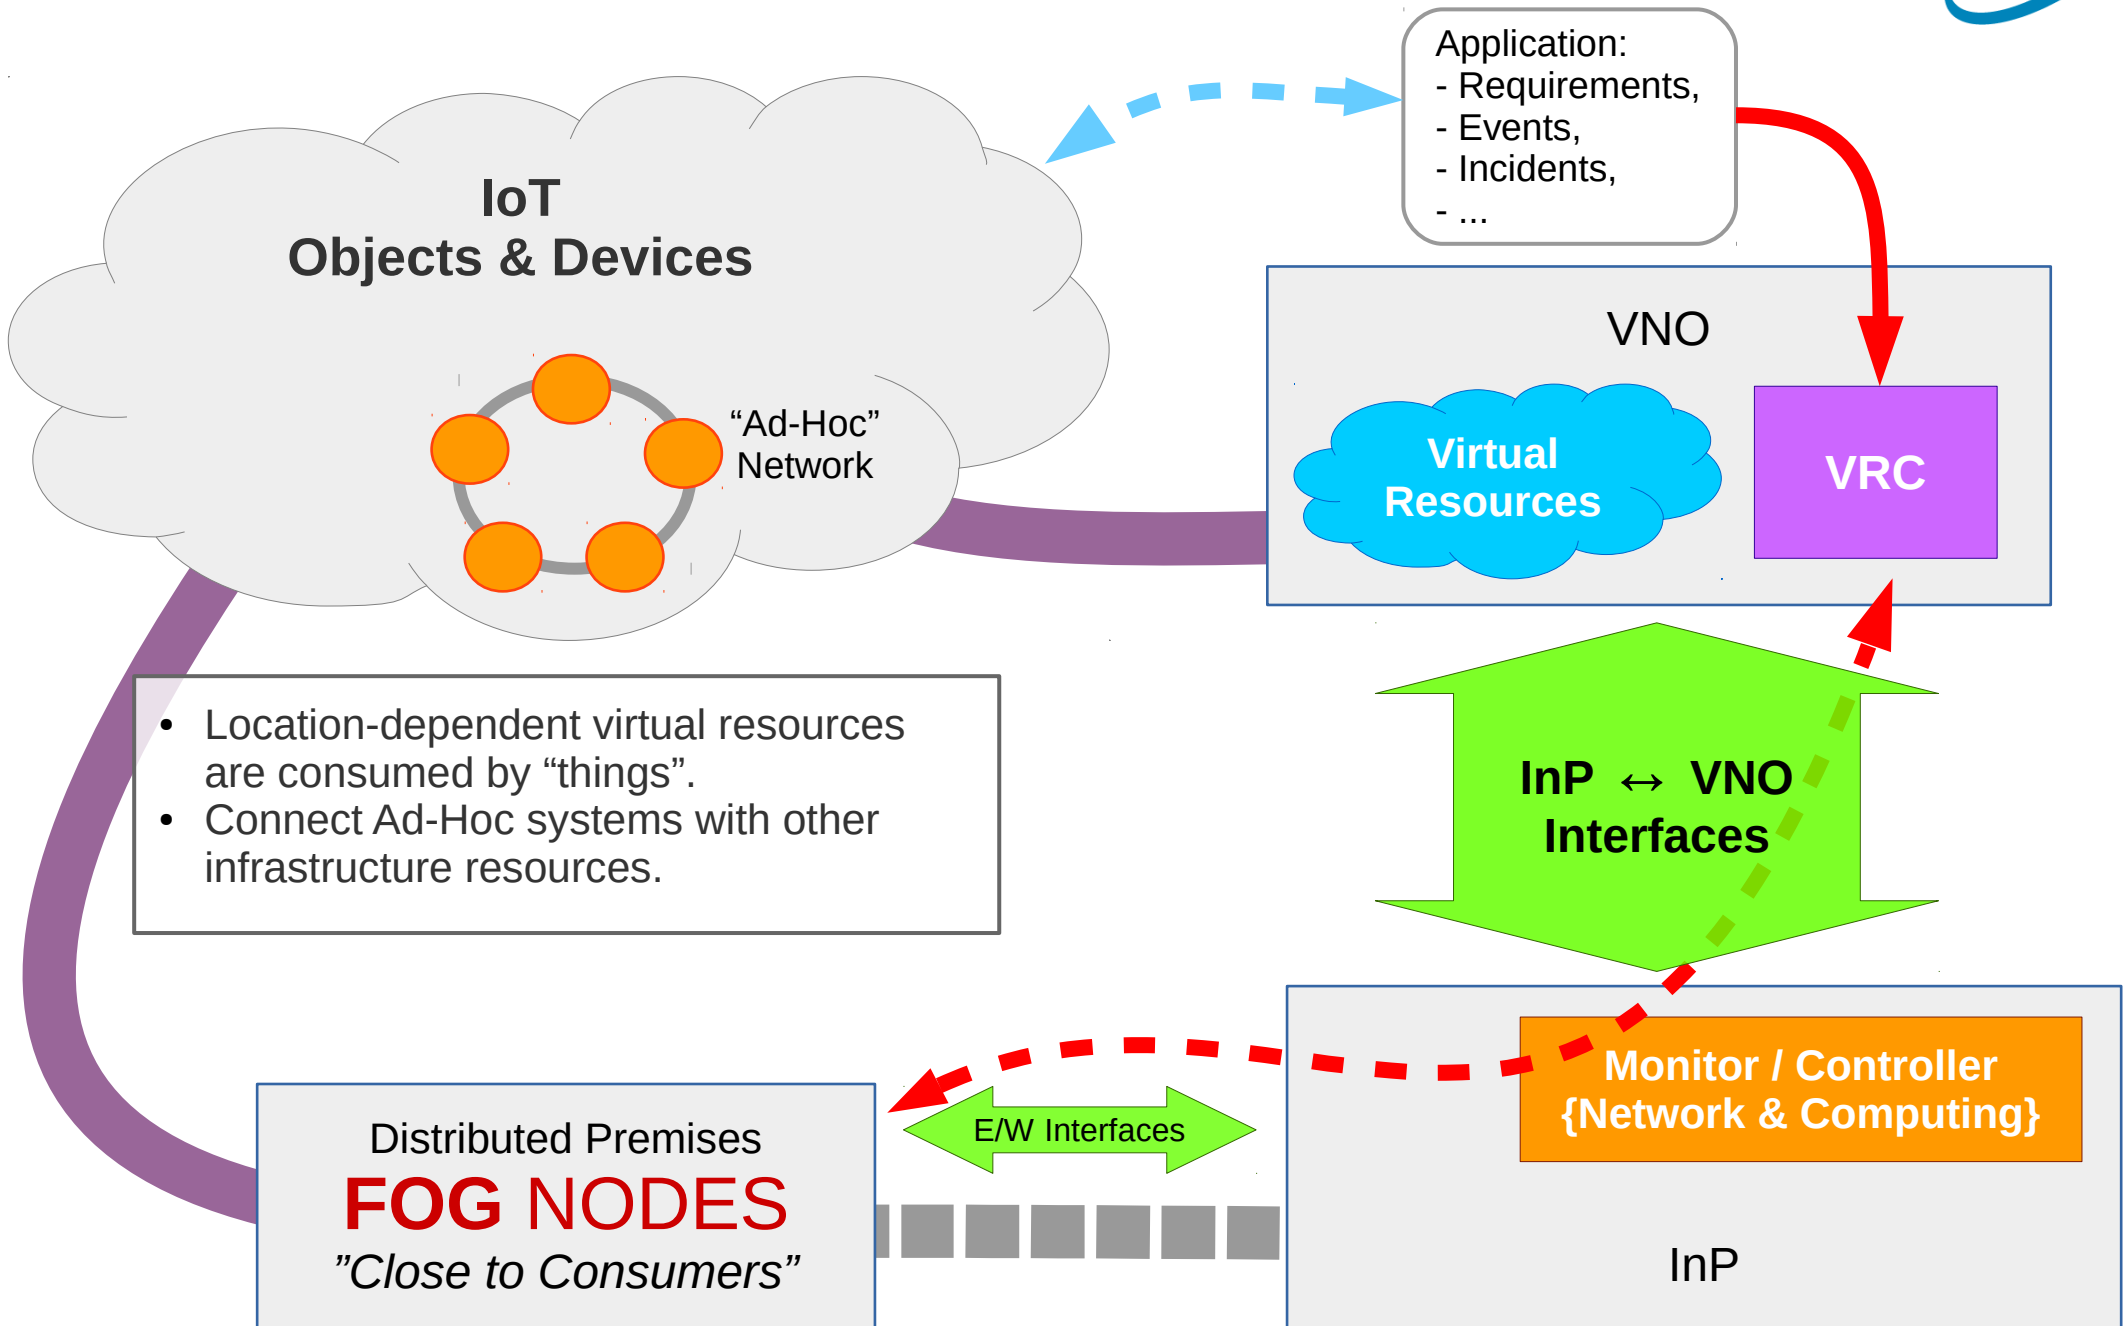 Application:
- Requirements,
- Events,
- Incidents,
- ...
IoT
Objects & Devices
“Ad-Hoc”
Network
VNO
Virtual
Resources
VRC
• Location-dependent virtual resources
are consumed by “things”.
• Connect Ad-Hoc systems with other
infrastructure resources.
InP ↔ VNO
Interfaces
Monitor / Controller
{Network & Computing}
InP
E/W Interfaces
Distributed Premises
FOG NODES
”Close to Consumers”